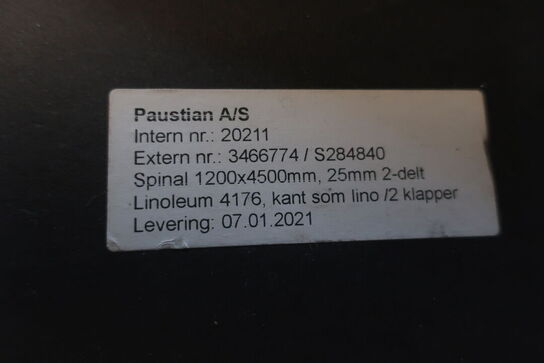 Paustian A/S
Intern nr.: 20211
Extern nr.: 3466774 / S284840
Spinal 1200x4500mm, 25mm 2-delt
Linoleum 4176, kant som lino /2 klapper
Levering: 07.01.2021